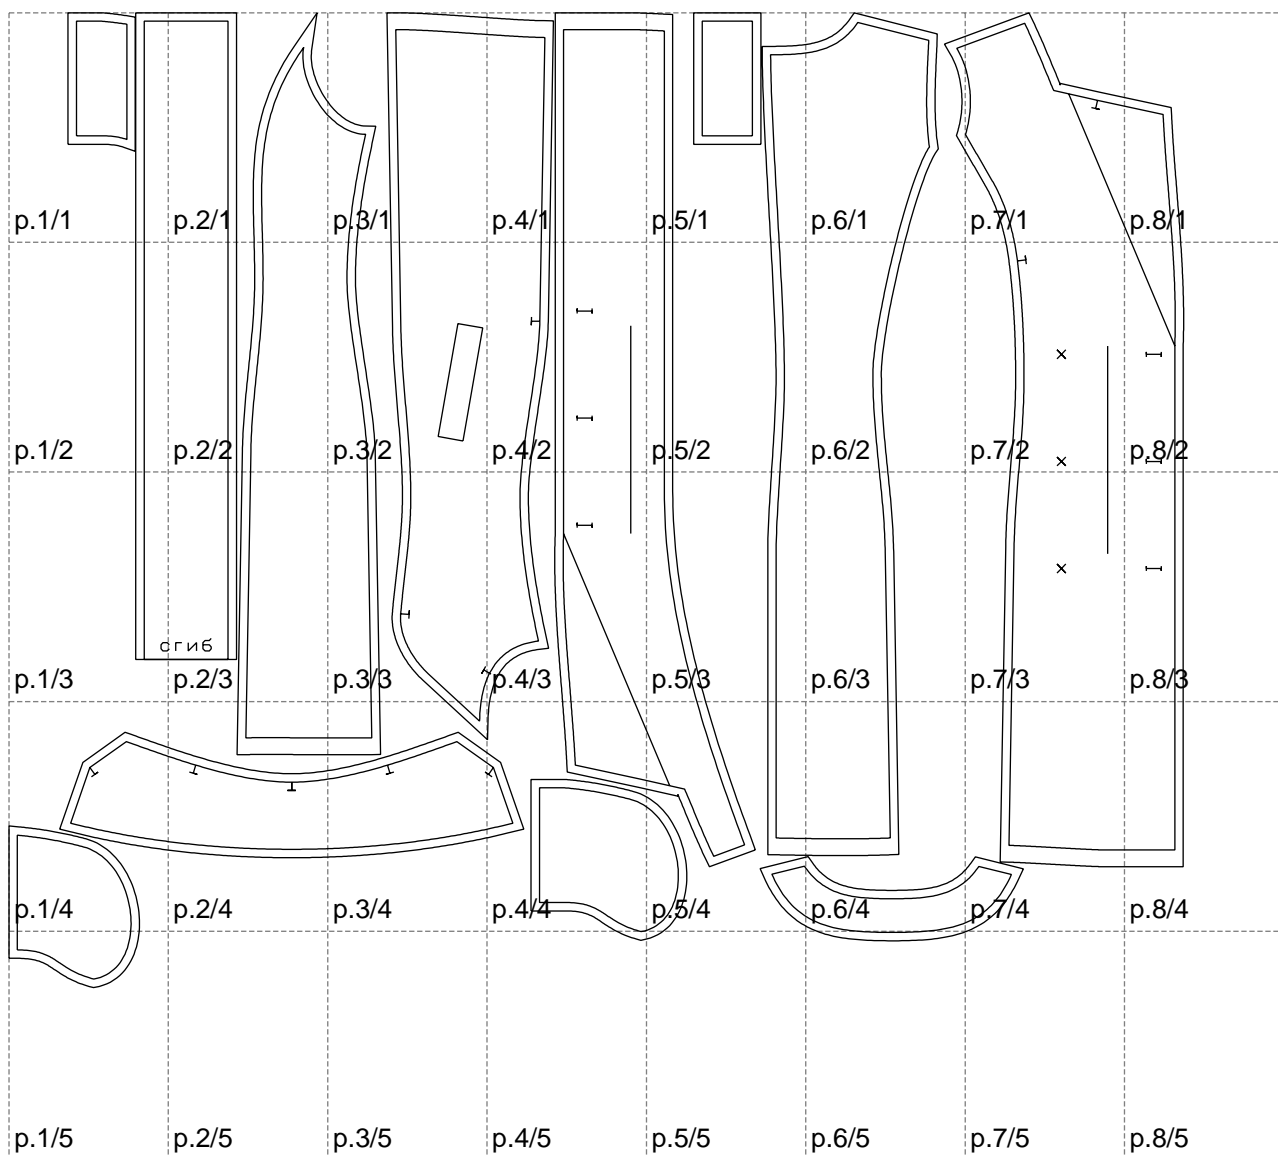 p.1/1 p.2/1 p.3/1 p.4/1 p.5/1 p.6/1 p.7/1 p.8/1
p.1/2 p.2/2 p.3/2 p.4/2 p.5/2 p.6/2 p.7/2 p.8/2
сгиб
p.1/3 p.2/3 p.3/3 p.4/3 p.5/3 p.6/3 p.7/3 p.8/3
p.1/4 p.2/4 p.3/4 p.4/4 p.5/4 p.6/4 p.7/4 p.8/4
p.1/5 p.2/5 p.3/5 p.4/5 p.5/5 p.6/5 p.7/5 p.8/5